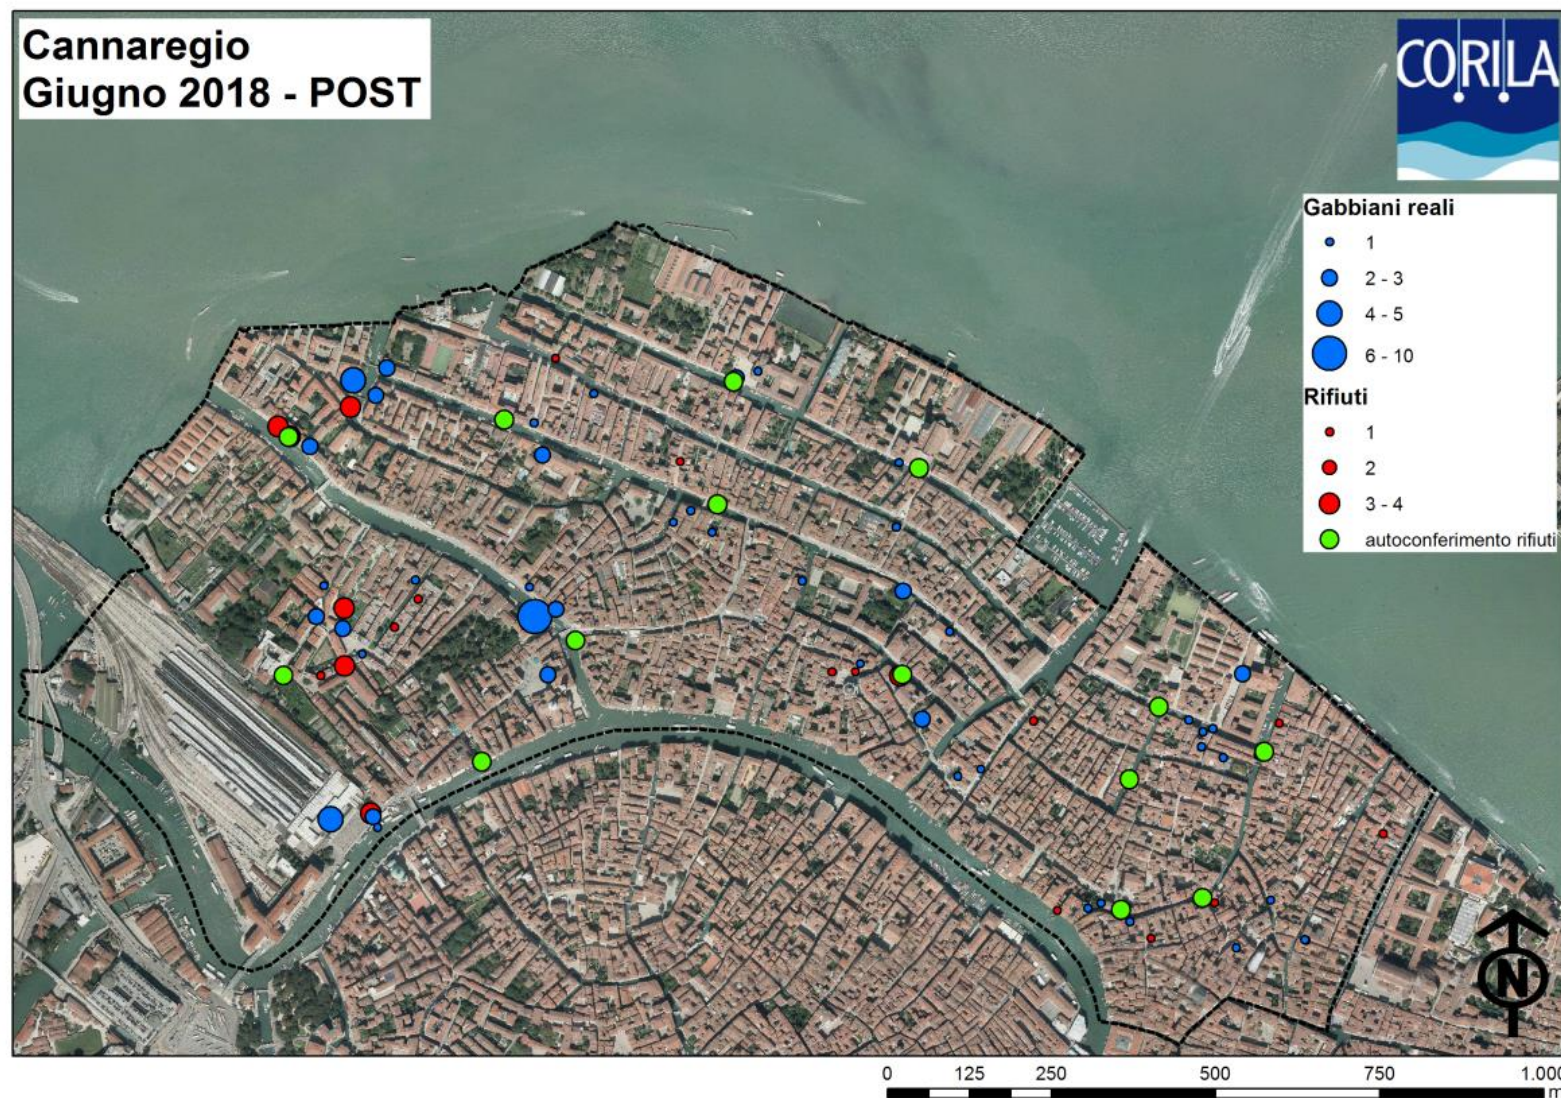 Cannaregio
Giugno 2018 - POST
CORILA
Gabbiani reali
1
2 - 3
4 - 5
6 - 10
Rifiuti
1
2
3 - 4
autoconferimento rifiuti
N
0 125 250 500 750 1.000
m